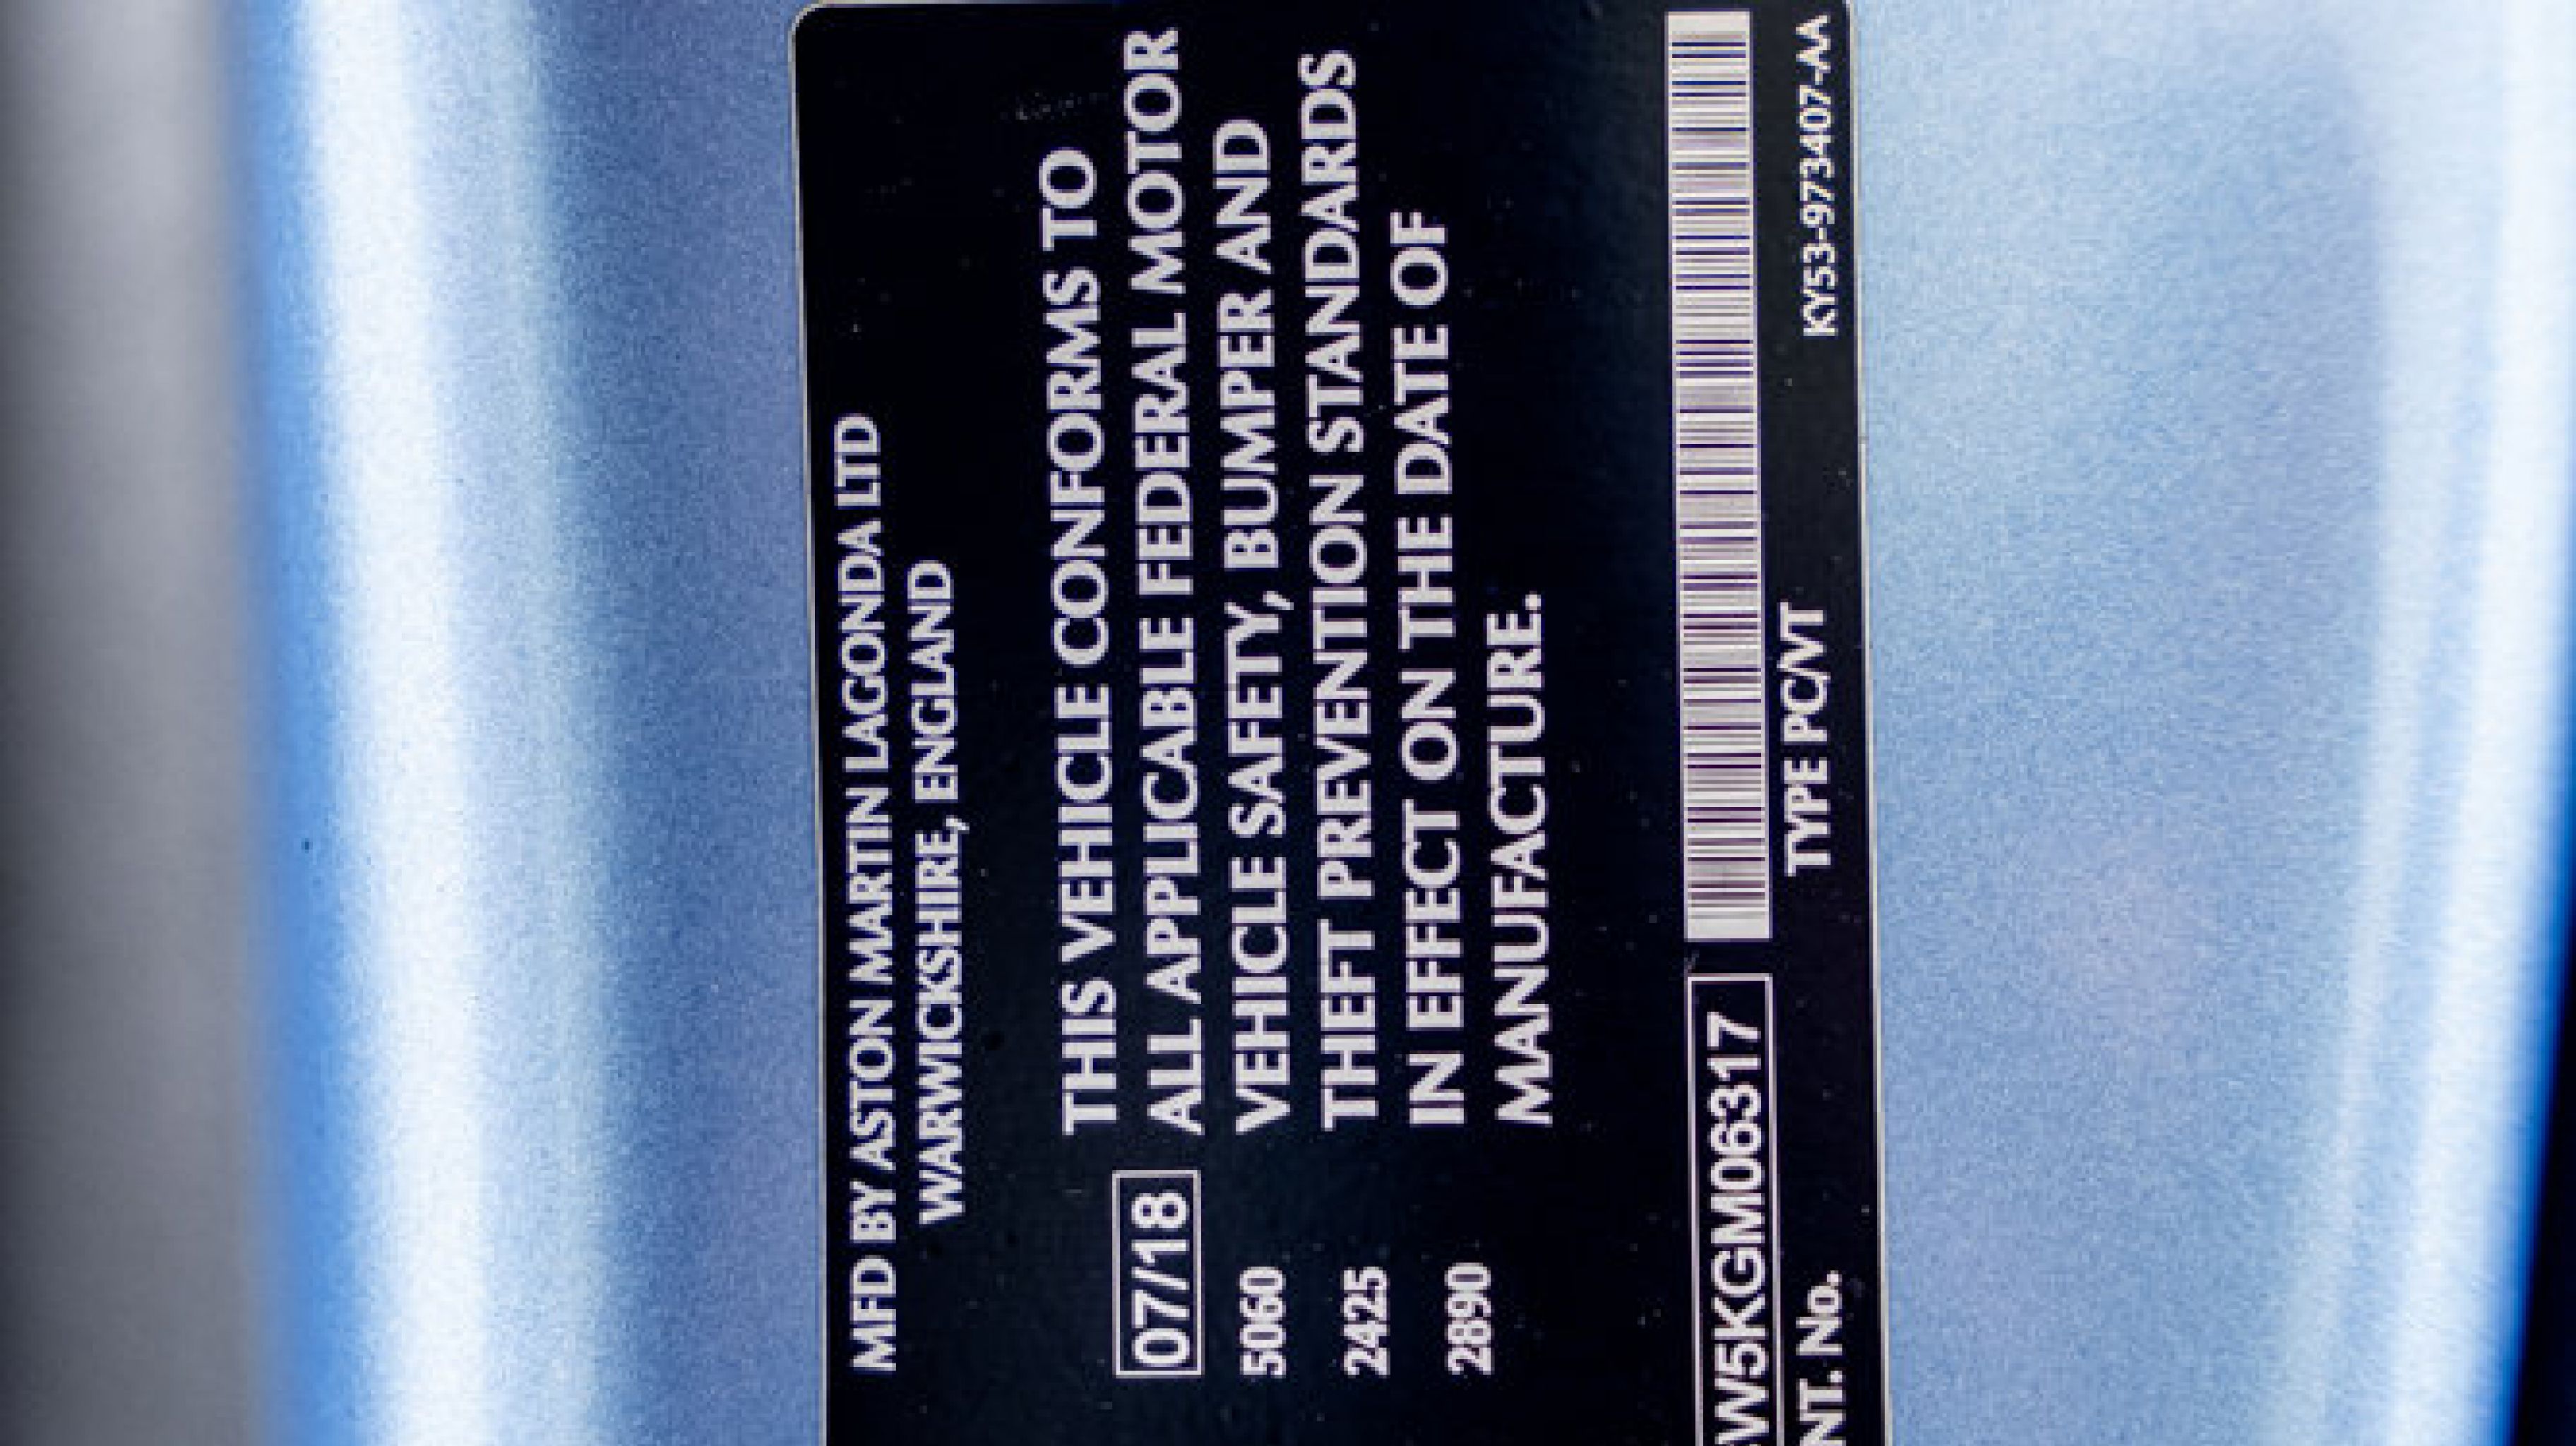 MFD BY ASTON MARTIN LAGONDA LTD
WARWICKSHIRE, ENGLAND
THIS VEHICLE CONFORMS TO
07/18 ALL APPLICABLE FEDERAL MOTOR
5060 VEHICLE SAFETY, BUMPER AND
2425 THEFT PREVENTION STANDARDS
2890 IN EFFECT ON THE DATE OF
MANUFACTURE.
W5KGM06317
NT. No. TYPE PC/VT KY53-973407-AA